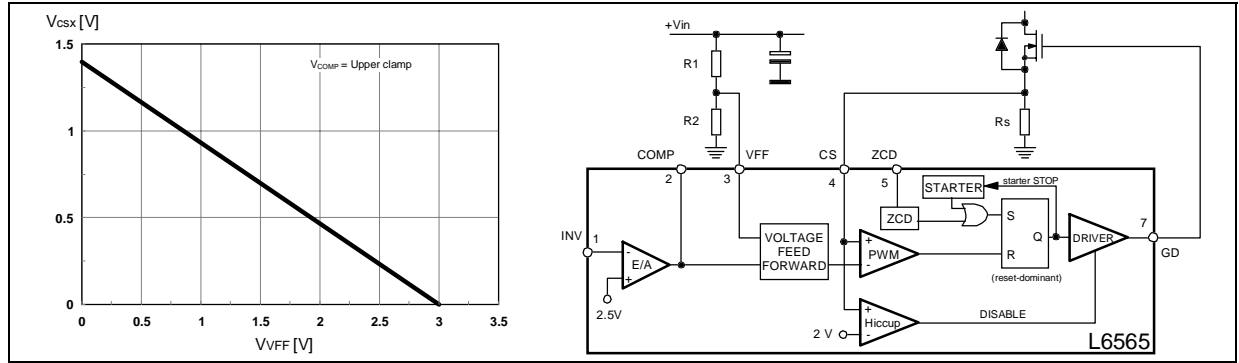 Vcsx [V]
1.5
1
0.5
0
VCOMP = Upper clamp
0
0.5
1
1.5
2
2.5
3
3.5
VVFF [V]
+Vin
R1
R2
Rs
COMP
VFF
CS
ZCD
2
3
4
5
STARTER
starter STOP
ZCD
S
Q
R
(reset-dominant)
DRIVER
7
GD
INV
1
-
E/A
+
2.5V
VOLTAGE
FEED
FORWARD
+
PWM
-
+
Hiccup
-
2 V
DISABLE
L6565